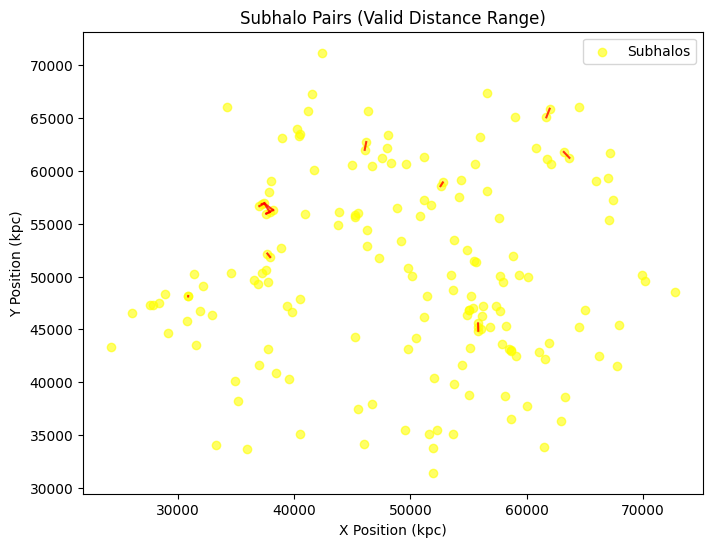 Subhalo Pairs (Valid Distance Range)
Subhalos
Y Position (kpc)
70000
65000
60000
55000
50000
45000
40000
35000
30000
30000 40000 50000 60000 70000
X Position (kpc)